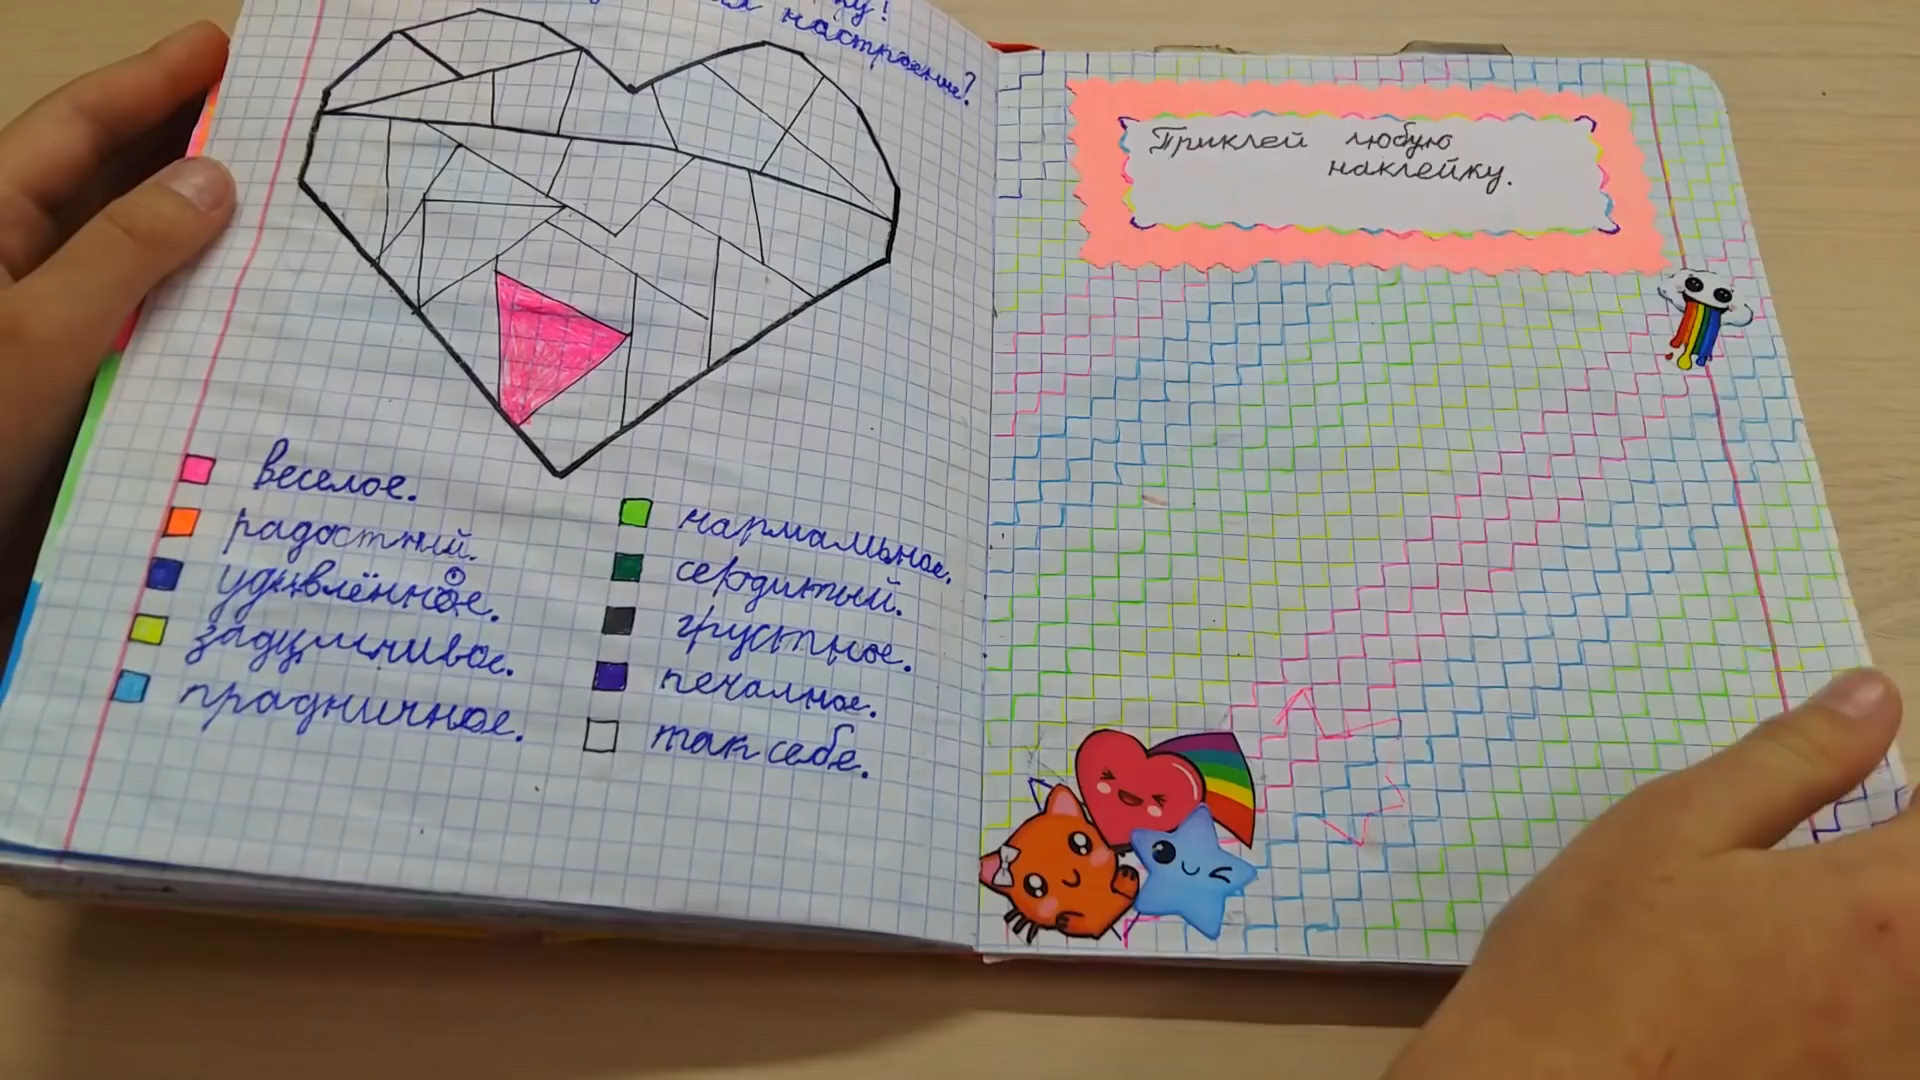 настроение?
веселое.
радостный.
удивлённое.
задумчивое.
праздничное.
нармальное.
сердитый.
грустное.
печалное.
так себе.
Приклей любую
наклейку.